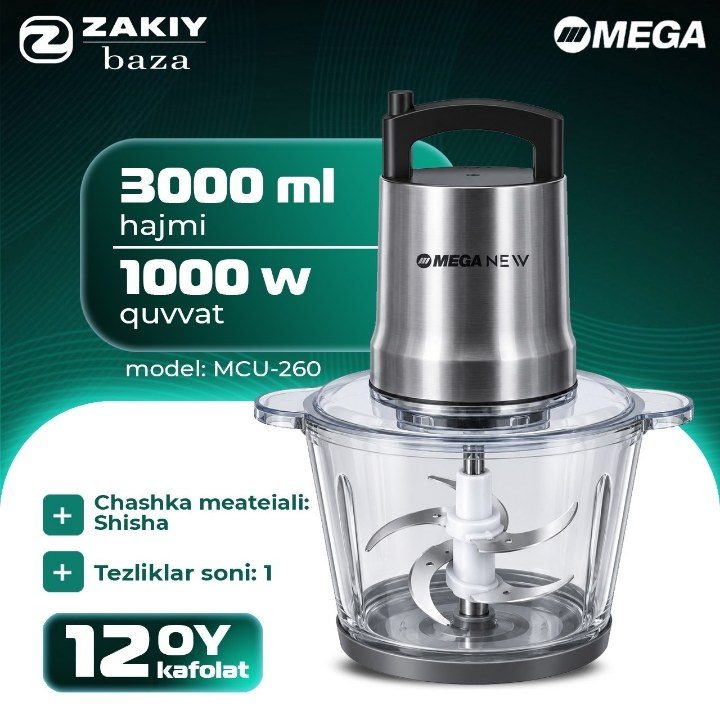 ZAKIY
baza
MEGA
3000 ml
hajmi
1000 w
quvvat
model: MCU-260
MEGA NEW
Chashka meateiali:
Shisha
Tezliklar soni: 1
12 OY
kafolat